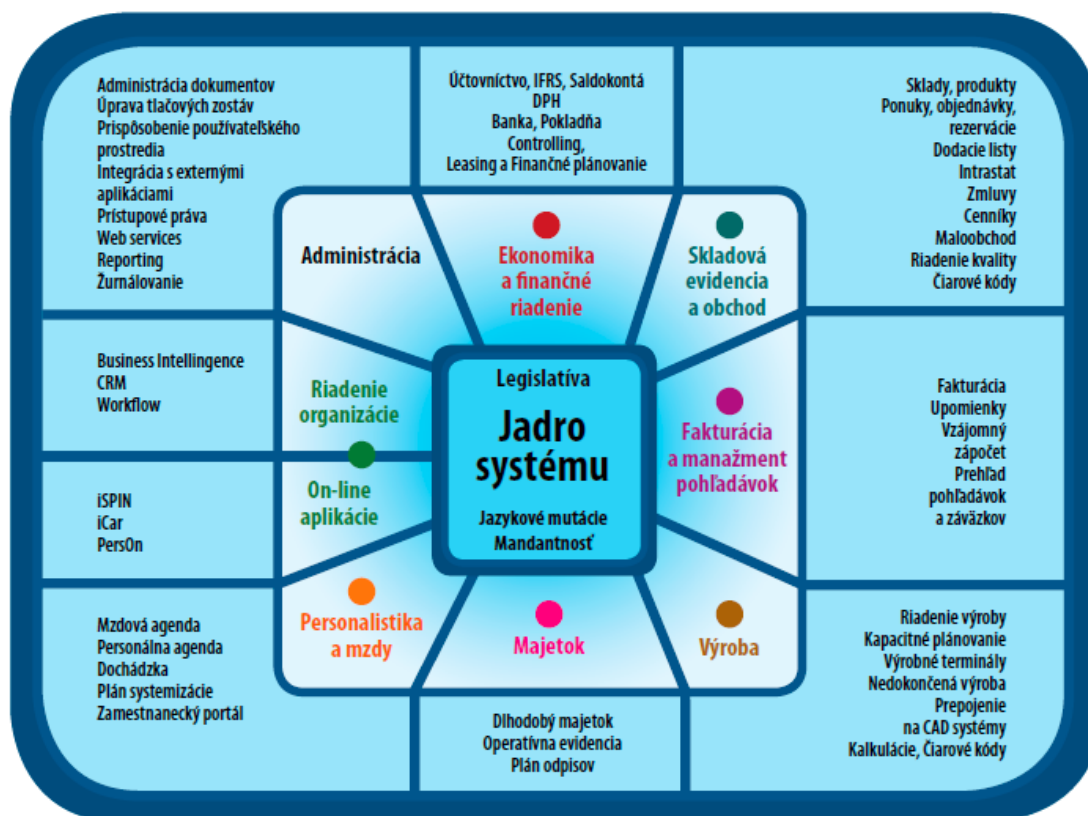 Administrácia dokumentov
Úprava tlačových zostáv
Prispôsobenie používateľského
prostredia
Integrácia s externými
aplikáciami
Prístupové práva
Web services
Reporting
Žurnálovanie
Účtovníctvo, IFRS, Saldokontá
DPH
Banka, Pokladňa
Controlling,
Leasing a Finančné plánovanie
Sklady, produkty
Ponuky, objednávky,
rezervácie
Dodacie listy
Intrastat
Zmluvy
Cenníky
Maloobchod
Riadenie kvality
Čiarové kódy
Administrácia
Ekonomika
a finančné
riadenie
Skladová
evidencia
a obchod
Business Intellingence
CRM
Workflow
Riadenie
organizácie
Legislatíva
Jadro
systému
Jazykové mutácie
Mandantnosť
Fakturácia
a manažment
pohľadávok
Fakturácia
Upomienky
Vzájomný
zápočet
Prehľad
pohľadávok
a záväzkov
iSPIN
iCar
PersOn
On-line
aplikácie
Personalistika
a mzdy
Majetok
Výroba
Mzdová agenda
Personálna agenda
Dochádzka
Plán systemizácie
Zamestnanecký portál
Dlhodobý majetok
Operatívna evidencia
Plán odpisov
Riadenie výroby
Kapacitné plánovanie
Výrobné terminály
Nedokončená výroba
Prepojenie
na CAD systémy
Kalkulácie, Čiarové kódy